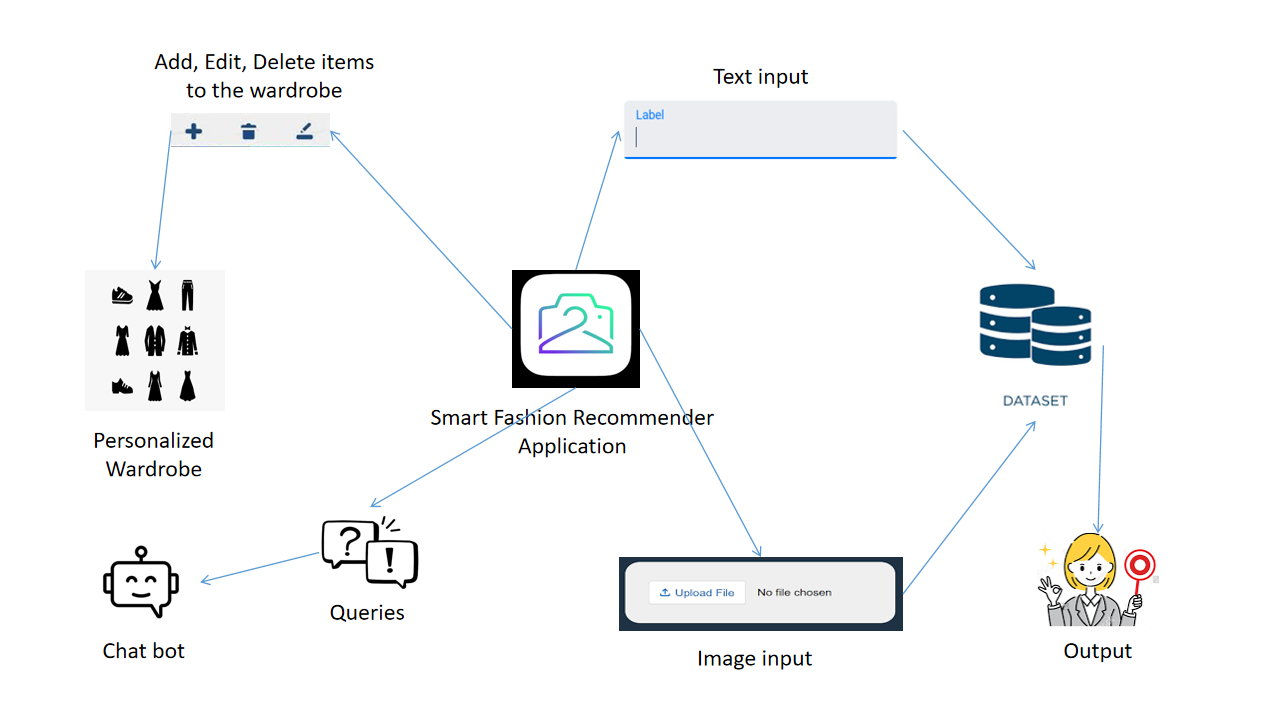 Add, Edit, Delete items
to the wardrobe
Text input
Label
DATASET
Smart Fashion Recommender
Application
Personalized
Wardrobe
Queries
Chat bot
Upload File No file chosen
Image input
Output